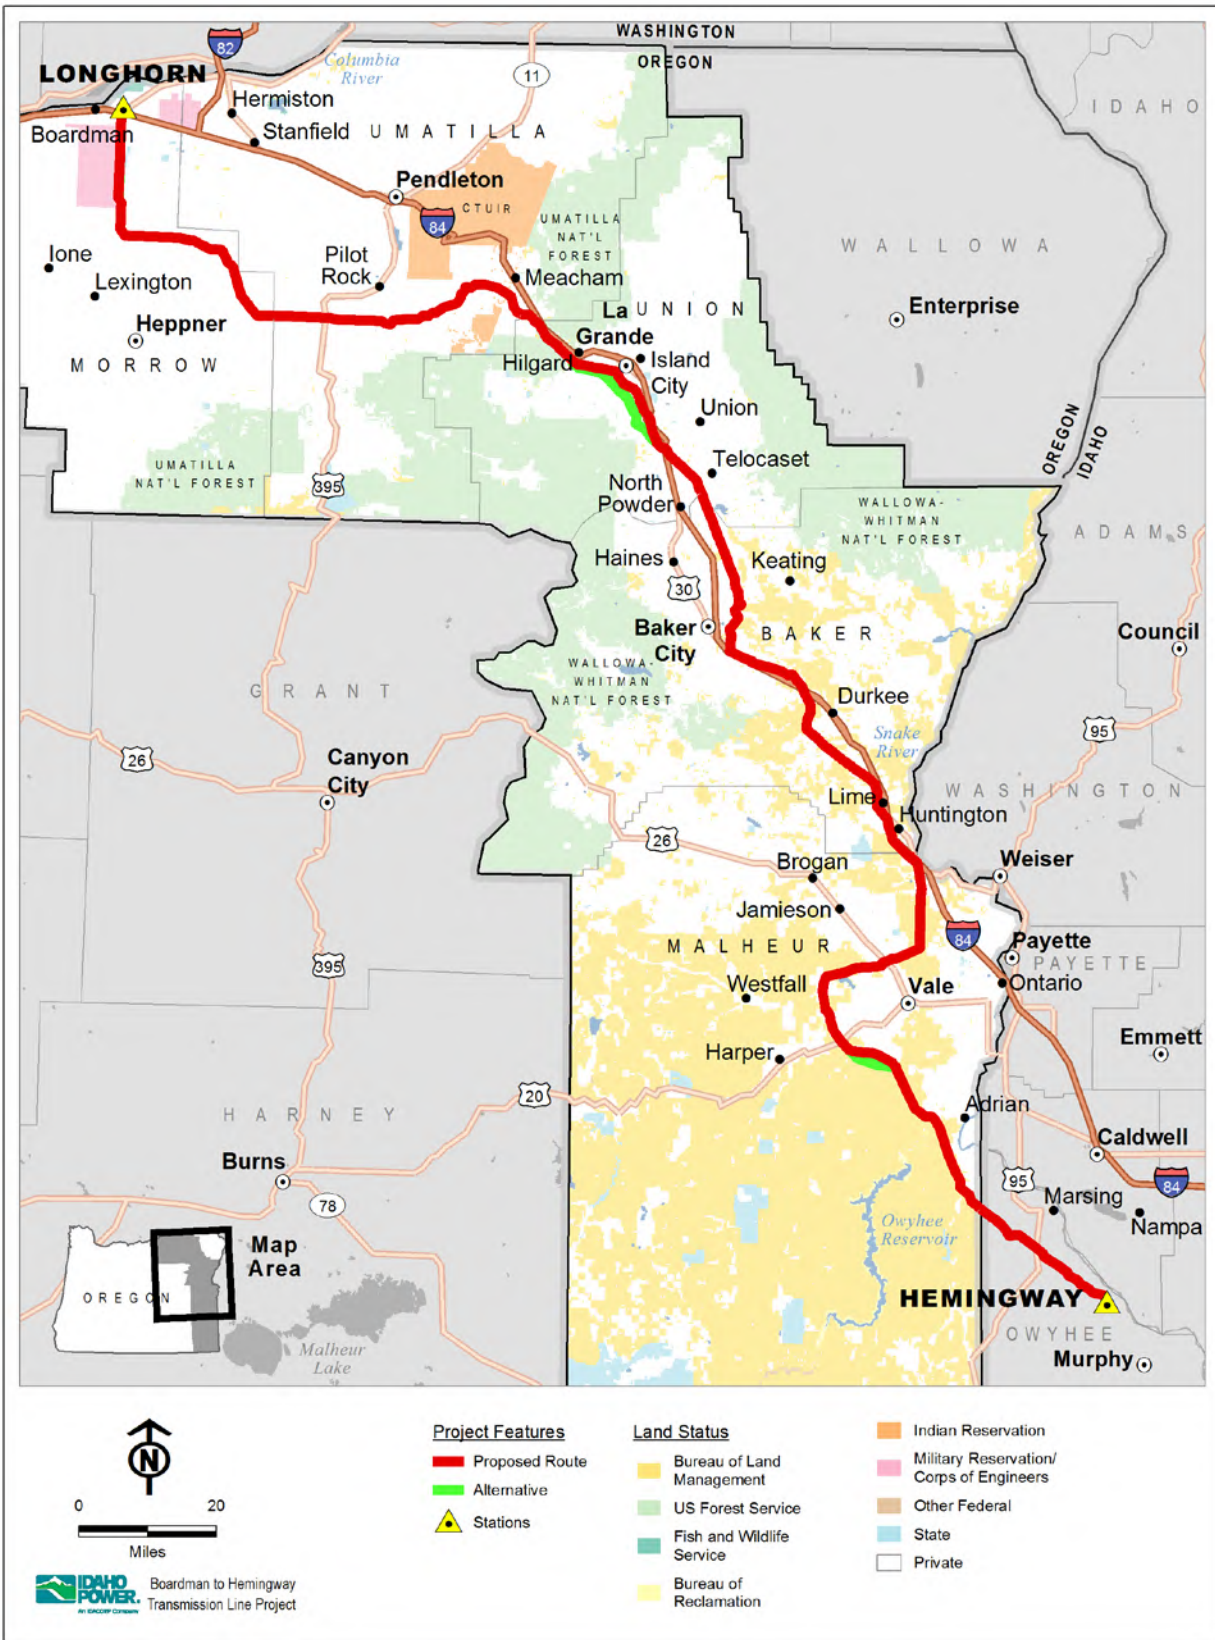 WASHINGTON
OREGON
82
Columbia
River
11
IDAHO
LONGHORN
Hermiston
Boardman
Stanfield
UMATILLA
Pendleton
CTUIR
84
UMATILLA
NAT'L
FOREST
WALLOWA
Ione
Pilot
Rock
Meacham
Lexington
La
Grande
UNION
Enterprise
Heppner
MORROW
Hilgard
Island
City
Union
OREGON
IDAHO
Telocaset
UMATILLA
NAT'L FOREST
395
North
Powder
WALLOWA-
WHITMAN
NAT'L FOREST
ADAMS
Haines
Keating
30
Baker
City
BAKER
Council
WALLOWA-
WHITMAN
NAT'L FOREST
GRANT
Durkee
Snake
River
95
26
Canyon
City
Lime
WASHINGTON
Huntington
26
Brogan
Weiser
Jamieson
MALHEUR
84
Payette
PAYETTE
395
Westfall
Vale
Ontario
Harper
Emmett
20
HARNEY
Adrian
Burns
Caldwell
95
84
78
Marsing
Nampa
Map
Area
Owyhee
Reservoir
OREGON
HEMINGWAY
OWYHEE
Malheur
Lake
Murphy
N
0 20
Miles
IDAHO
POWER.
An IDACORP Company
Boardman to Hemingway
Transmission Line Project
Project Features
Proposed Route
Alternative
Stations
Land Status
Bureau of Land
Management
US Forest Service
Fish and Wildlife
Service
Bureau of
Reclamation
Indian Reservation
Military Reservation/
Corps of Engineers
Other Federal
State
Private